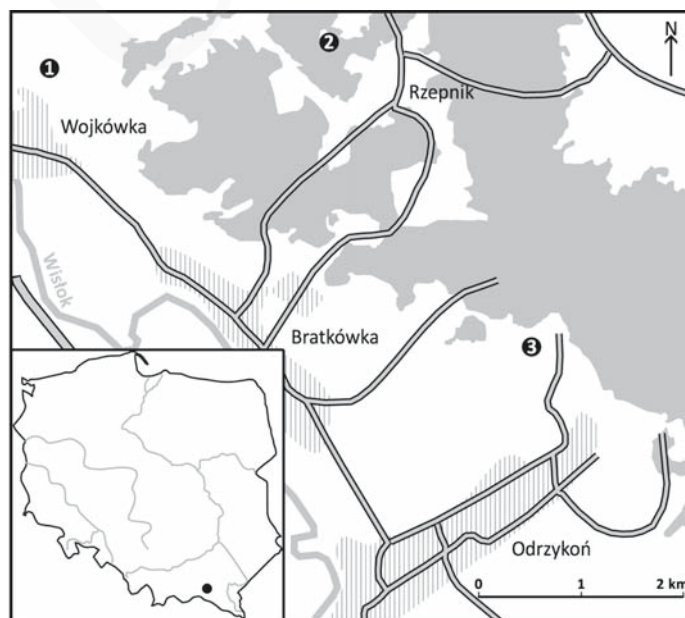 1
2
3
N
Rzepnik
Wojkówka
Wisłok
Bratkówka
Odrzykoń
0 1 2 km